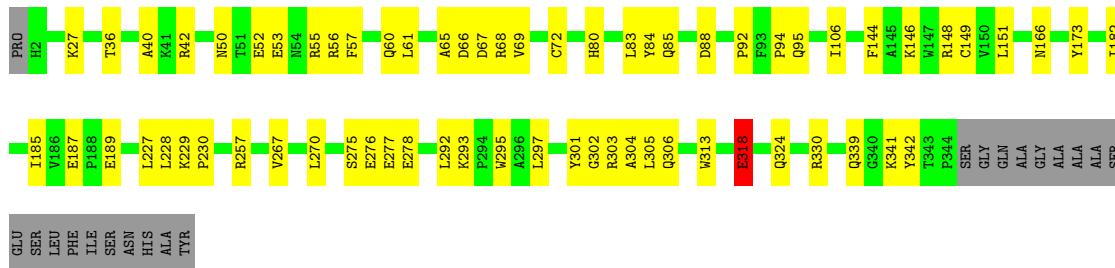 PRO H2 K27 T36 A40 K41 R42 N50 T51 E52 E53 N54 R55 R56 F57 Q60 L61 A65 D66 D67 R68 V69 C72 H80 L83 Y84 Q85 D88 P92 F93 P94 Q95 I106 F144 A145 K146 W147 R148 C149 V150 L151 N166 Y173
I185 V186 E187 P188 E189 L227 L228 K229 P230 R257 V267 L270 S275 E276 E277 E278 L292 K293 P294 W295 A296 L297 Y301 G302 R303 A304 L305 Q306 W313 E318 Q324 R330 Q339 G340 K341 Y342 T343 P344 SER GLY GLN ALA GLY ALA ALA ALA SER
GLU SER LEU PHE ILE SER ASN HIS ALA TYR